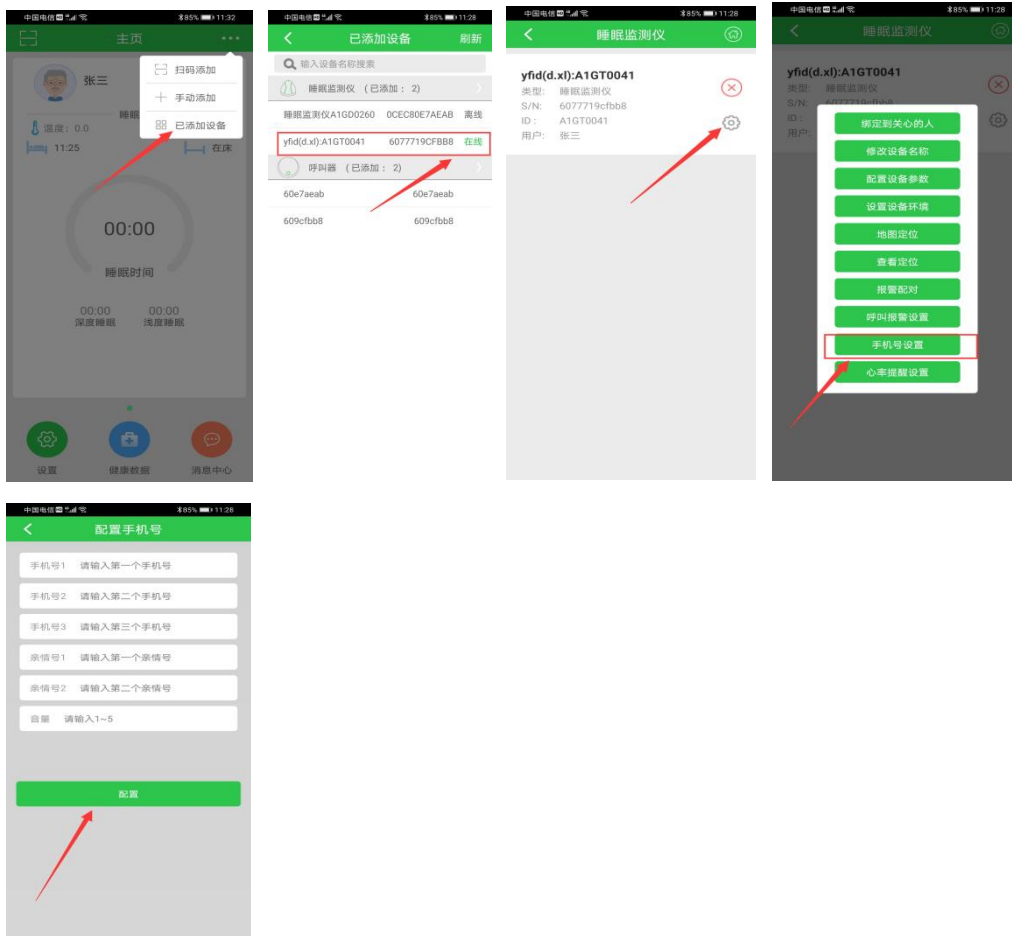 中国电信 85% 11:32
主页
张三
扫码添加
手动添加
已添加设备
睡眠
温度：0.0
11:25
在床
00:00
睡眠时间
00:00 00:00
深度睡眠 浅度睡眠
设置 健康数据 消息中心
中国电信 85% 11:28
已添加设备 刷新
输入设备名称搜索
睡眠监测仪 (已添加：2)
睡眠监测仪A1GD0260 0CEC80E7AEAB 离线
yfid(d.xl):A1GT0041 6077719CFBB8 在线
呼叫器 (已添加：2)
60e7aeab 60e7aeab
609cfbb8 609cfbb8
中国电信 85% 11:28
睡眠监测仪
yfid(d.xl):A1GT0041
类型: 睡眠监测仪
S/N: 6077719cfbb8
ID: A1GT0041
用户: 张三
中国电信 85% 11:28
睡眠监测仪
yfid(d.xl):A1GT0041
类型: 睡眠监测仪
S/N: 6077719cfbb8
ID:
用户:
绑定到关心的人
修改设备名称
配置设备参数
设置设备环境
地图定位
查看定位
报警配对
呼叫报警设置
手机号设置
心率提醒设置
中国电信 85% 11:28
配置手机号
手机号1 请输入第一个手机号
手机号2 请输入第二个手机号
手机号3 请输入第三个手机号
亲情号1 请输入第一个亲情号
亲情号2 请输入第二个亲情号
音量 请输入1~5
配置